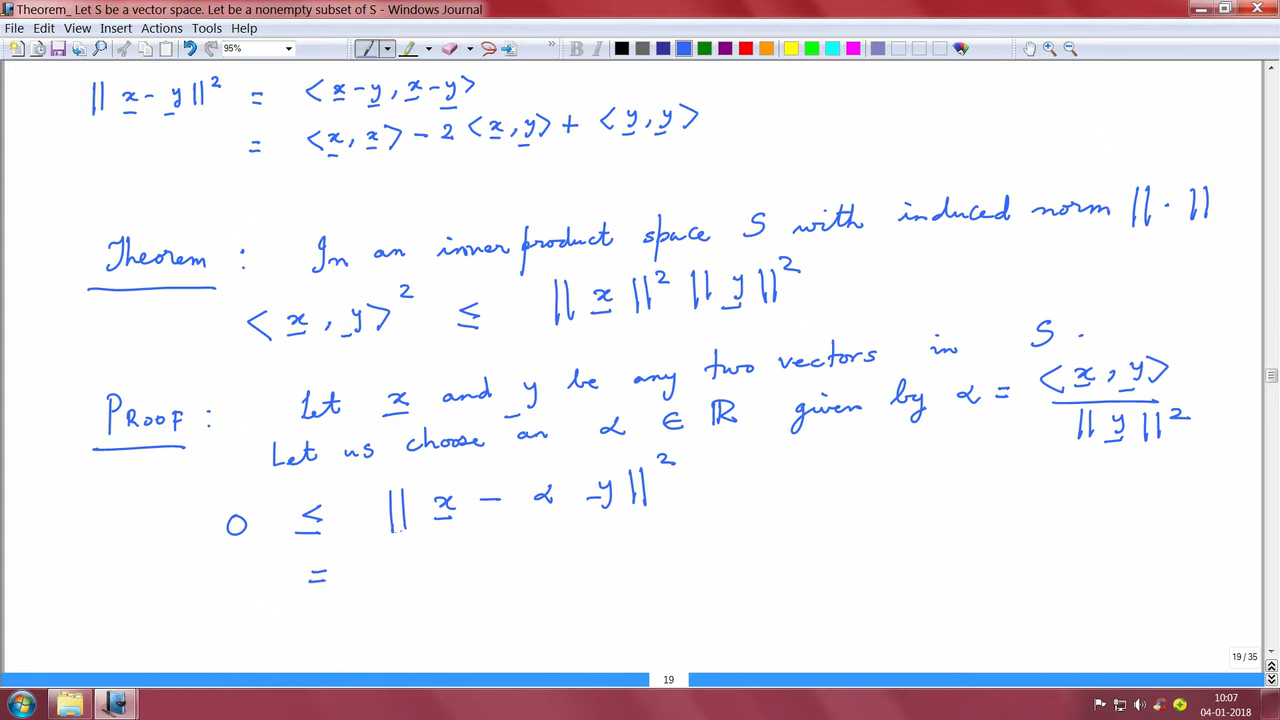 Theorem_ Let S be a vector space. Let be a nonempty subset of S - Windows Journal
File Edit View Insert Actions Tools Help
95%
|| x - y ||² = < x - y, x - y >
= < x, x > - 2 < x, y > + < y, y >
Theorem : In an inner product space S with induced norm || · ||
< x, y >² ≤ || x ||² || y ||²
PROOF : Let x and y be any two vectors in S.
Let us choose an α ∈ ℝ given by α = < x, y > / || y ||²
0 ≤ || x - α y ||²
=
19 / 35
19
10:07
04-01-2018